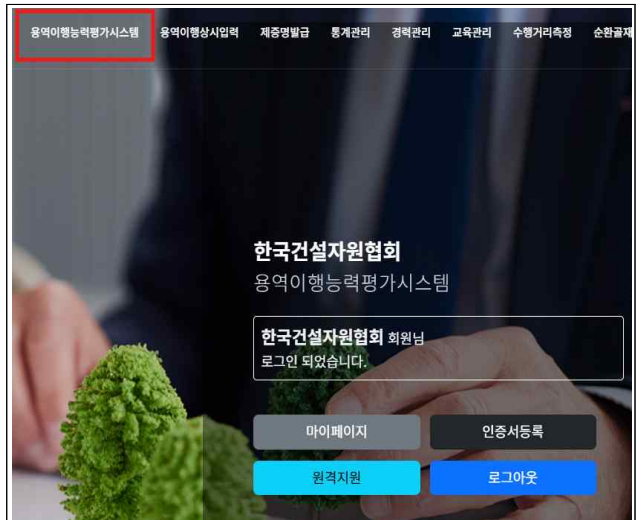 용역이행능력평가시스템 용역이행상시입력 제증명발급 통계관리 경력관리 교육관리 수행거리측정 순환골재
한국건설자원협회
용역이행능력평가시스템
한국건설자원협회 회원님
로그인 되었습니다.
마이페이지 인증서등록
원격지원 로그아웃